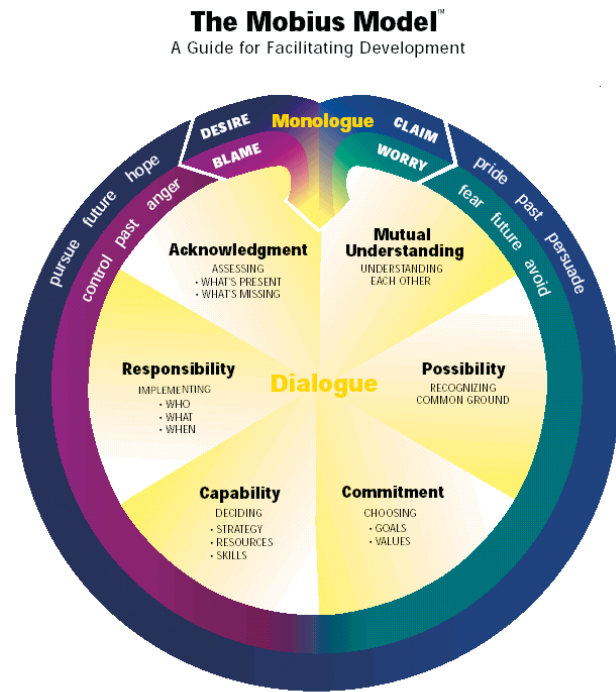 The Mobius Model™
A Guide for Facilitating Development
Monologue
DESIRE
BLAME
CLAIM
WORRY
pursue future hope
control past anger
pride past persuade
fear future avoid
Acknowledgment
ASSESSING
• WHAT'S PRESENT
• WHAT'S MISSING
Mutual
Understanding
UNDERSTANDING
EACH OTHER
Responsibility
IMPLEMENTING
• WHO
• WHAT
• WHEN
Dialogue
Possibility
RECOGNIZING
COMMON GROUND
Capability
DECIDING
• STRATEGY
• RESOURCES
• SKILLS
Commitment
CHOOSING
• GOALS
• VALUES